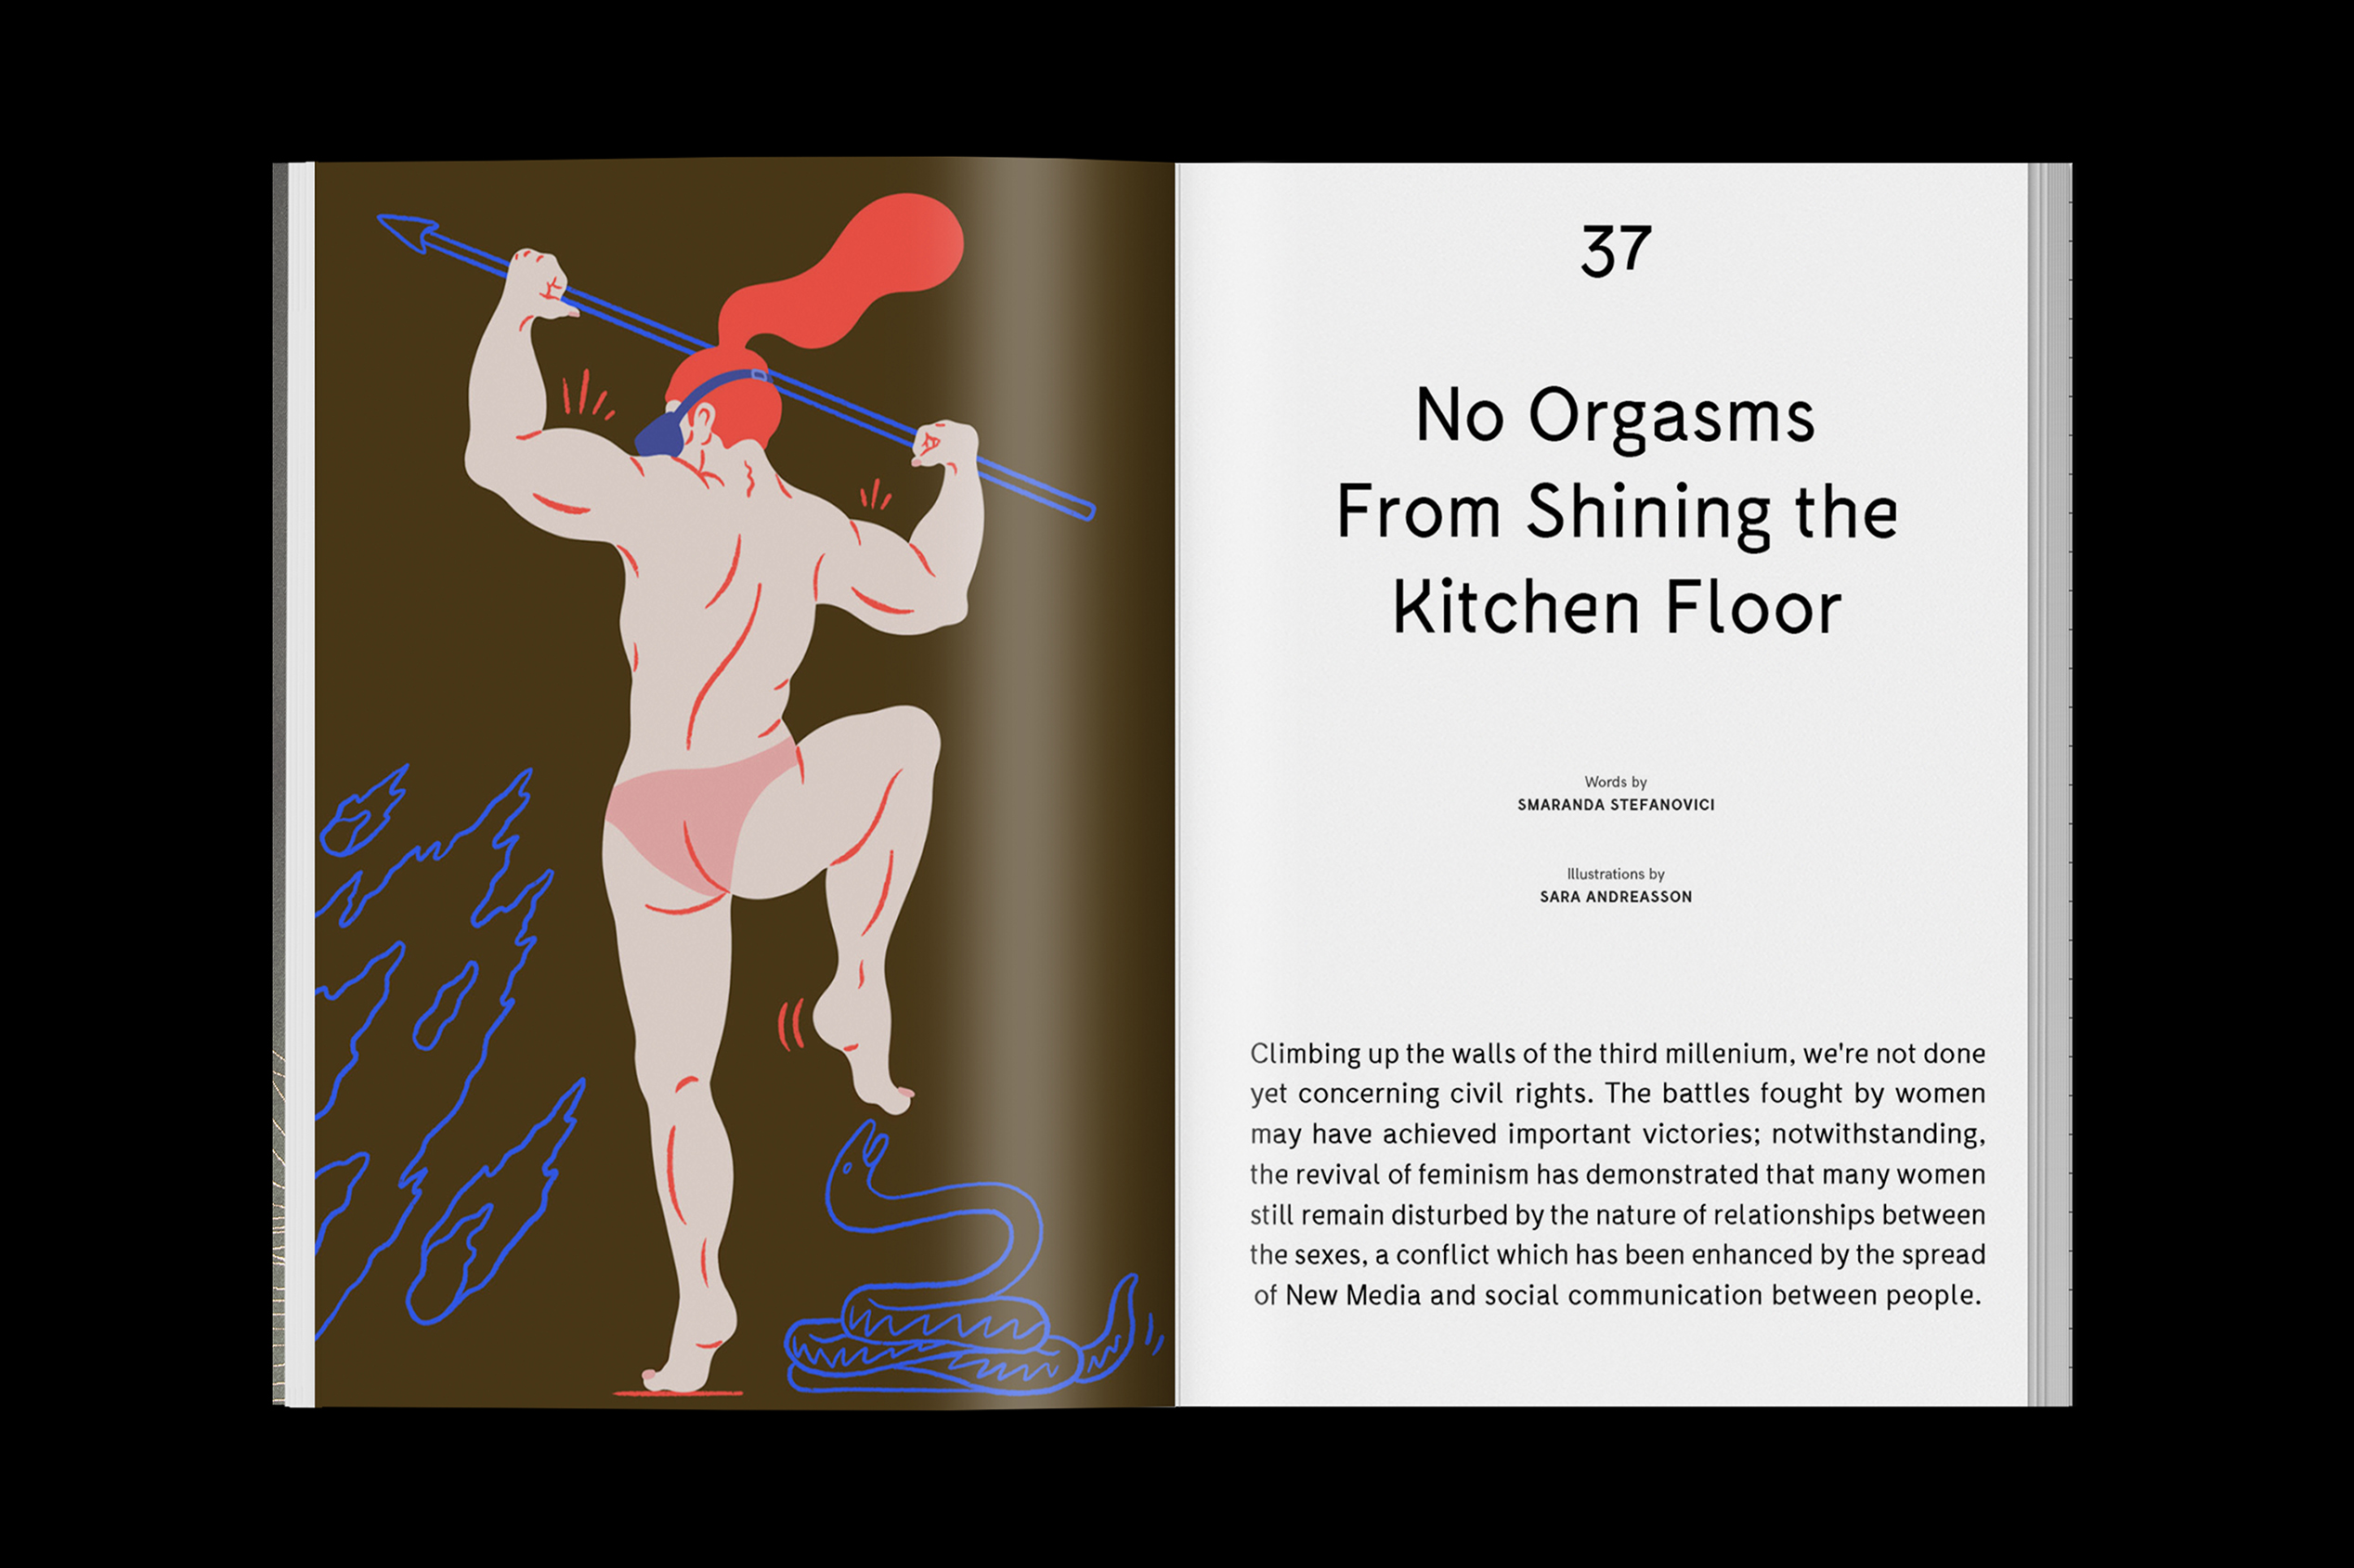 37
No Orgasms
From Shining the
Kitchen Floor
Words by
SMARANDA STEFANOVICI
Illustrations by
SARA ANDREASSON
Climbing up the walls of the third millenium, we're not done
yet concerning civil rights. The battles fought by women
may have achieved important victories; notwithstanding,
the revival of feminism has demonstrated that many women
still remain disturbed by the nature of relationships between
the sexes, a conflict which has been enhanced by the spread
of New Media and social communication between people.